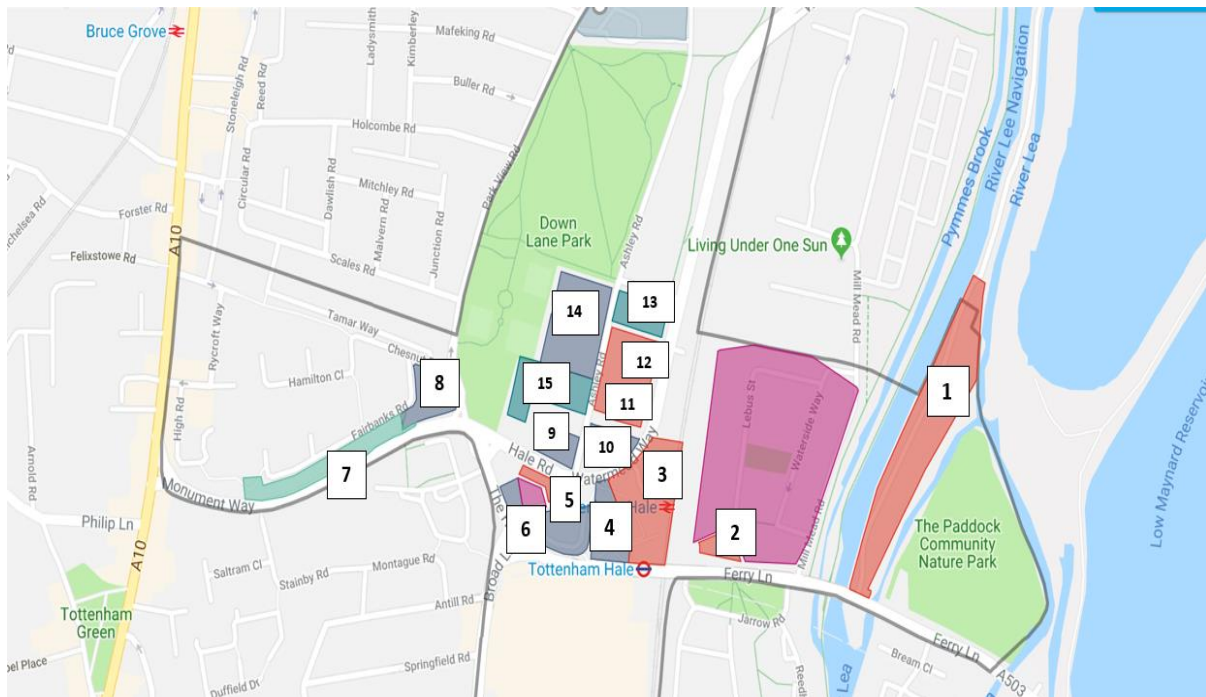 Bruce Grove
Mafeking Rd
Ladysmith
Kimberley
Stoneleigh Rd
Reed Rd
Buller Rd
Holcombe Rd
Circular Rd
Dawlish Rd
Mitchley Rd
Malvern Rd
Junction Rd
Forster Rd
A10
Felixstowe Rd
Scales Rd
Park View Rd
Down
Lane Park
Ashley Rd
Living Under One Sun
Mill Mead Rd
Pymmes Brook
River Lee Navigation
River Lea
Low Maynard Reservoir
Rycroft Way
Tamar Way
Hamilton Cl
Fairbanks Rd
High Rd
Arnold Rd
Monument Way
Philip Ln
A10
Hale Rd
Ashley Rd
Lebus St
Waterside Way
Mill Mead Rd
14
13
12
11
15
9
10
8
7
3
5
4
6
2
1
The Paddock
Community
Nature Park
Tottenham Hale
Ferry Ln
Saltram Cl
Stainby Rd
Montague Rd
Antill Rd
Springfield Rd
Duffield Dr
Tottenham
Green
Jarrow Rd
Bream Cl
Lea
Ferry Ln
A503